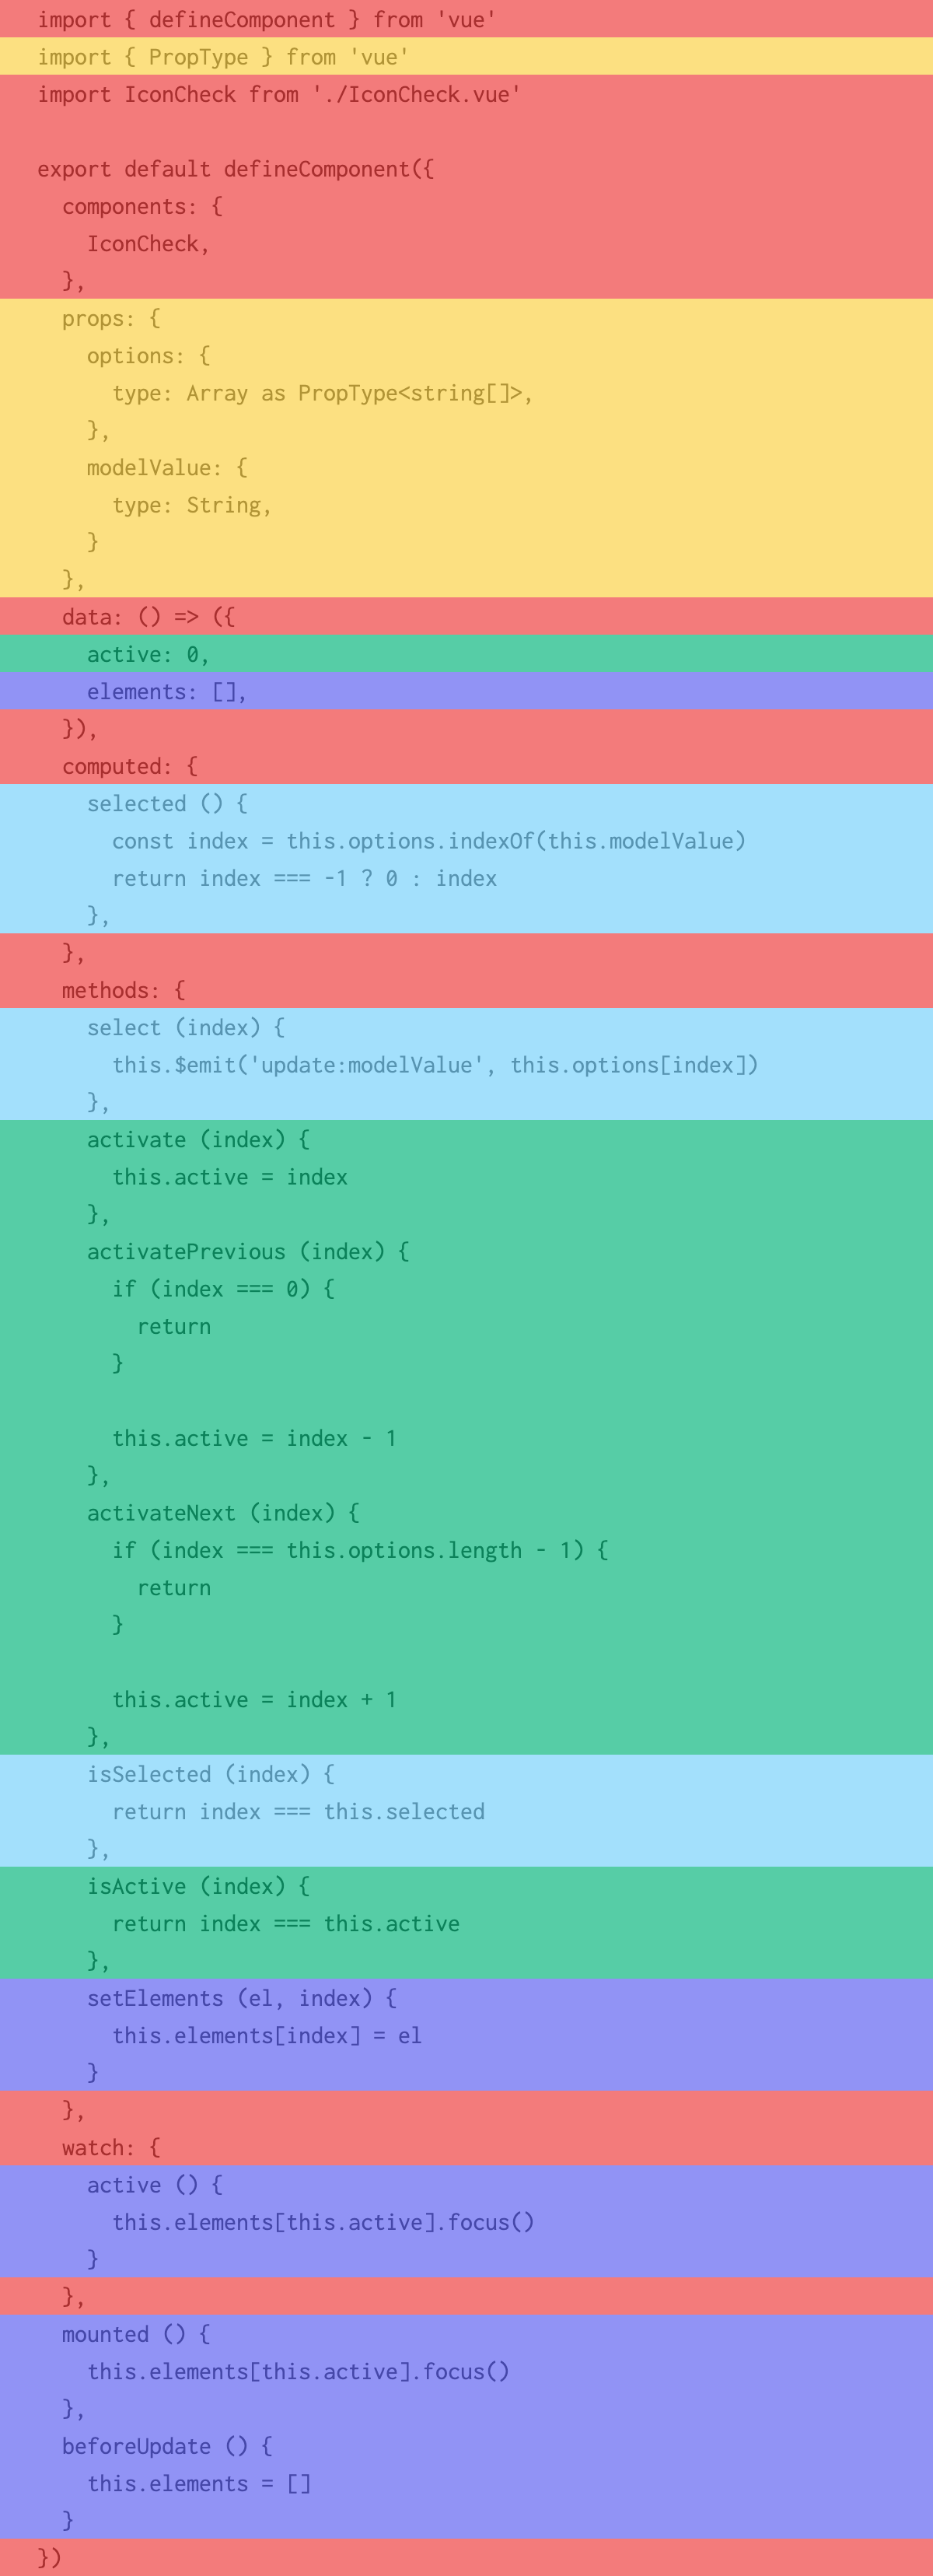 import { defineComponent } from 'vue'
import { PropType } from 'vue'
import IconCheck from './IconCheck.vue'

export default defineComponent({
  components: {
    IconCheck,
  },
  props: {
    options: {
      type: Array as PropType<string[]>,
    },
    modelValue: {
      type: String,
    }
  },
  data: () => ({
    active: 0,
    elements: [],
  }),
  computed: {
    selected () {
      const index = this.options.indexOf(this.modelValue)
      return index === -1 ? 0 : index
    },
  },
  methods: {
    select (index) {
      this.$emit('update:modelValue', this.options[index])
    },
    activate (index) {
      this.active = index
    },
    activatePrevious (index) {
      if (index === 0) {
        return
      }

      this.active = index - 1
    },
    activateNext (index) {
      if (index === this.options.length - 1) {
        return
      }

      this.active = index + 1
    },
    isSelected (index) {
      return index === this.selected
    },
    isActive (index) {
      return index === this.active
    },
    setElements (el, index) {
      this.elements[index] = el
    }
  },
  watch: {
    active () {
      this.elements[this.active].focus()
    }
  },
  mounted () {
    this.elements[this.active].focus()
  },
  beforeUpdate () {
    this.elements = []
  }
})